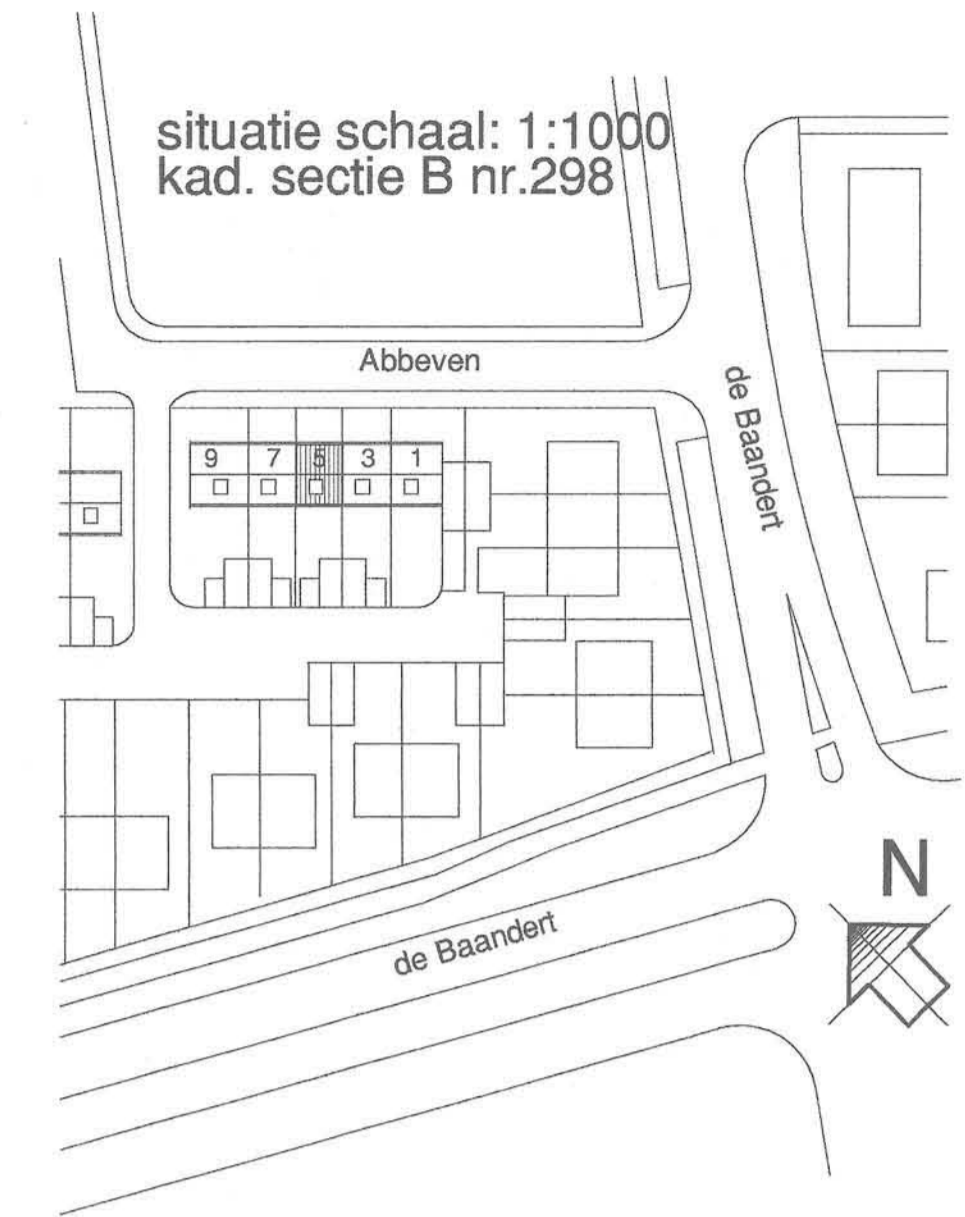 situatie schaal: 1:1000
kad. sectie B nr.298
Abbeven
de Baandert
9 7 5 3 1
de Baandert
N